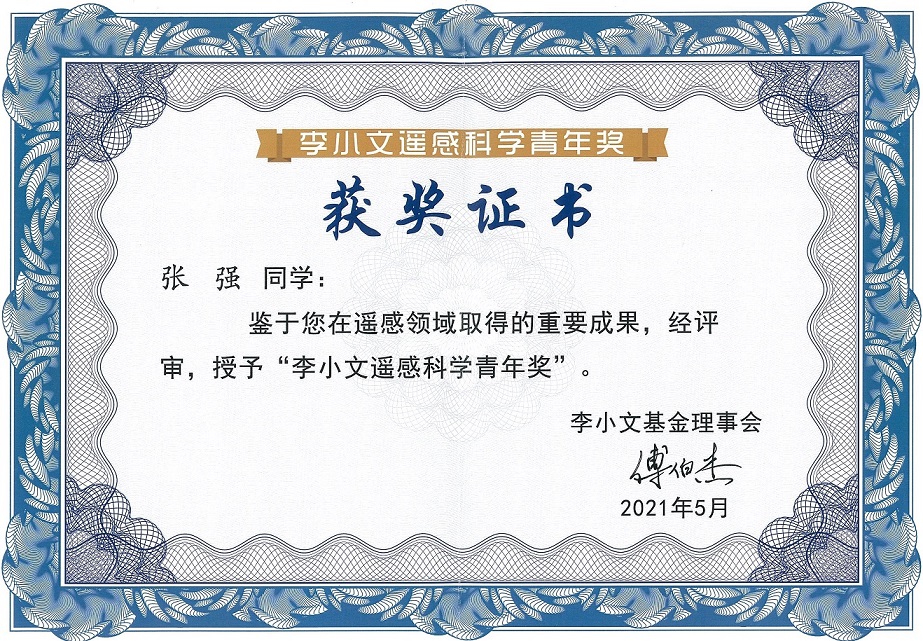 李小文遥感科学青年奖
获奖证书
张 强 同学：
鉴于您在遥感领域取得的重要成果，经评
审，授予“李小文遥感科学青年奖”。
李小文基金理事会
傅伯杰
2021年5月